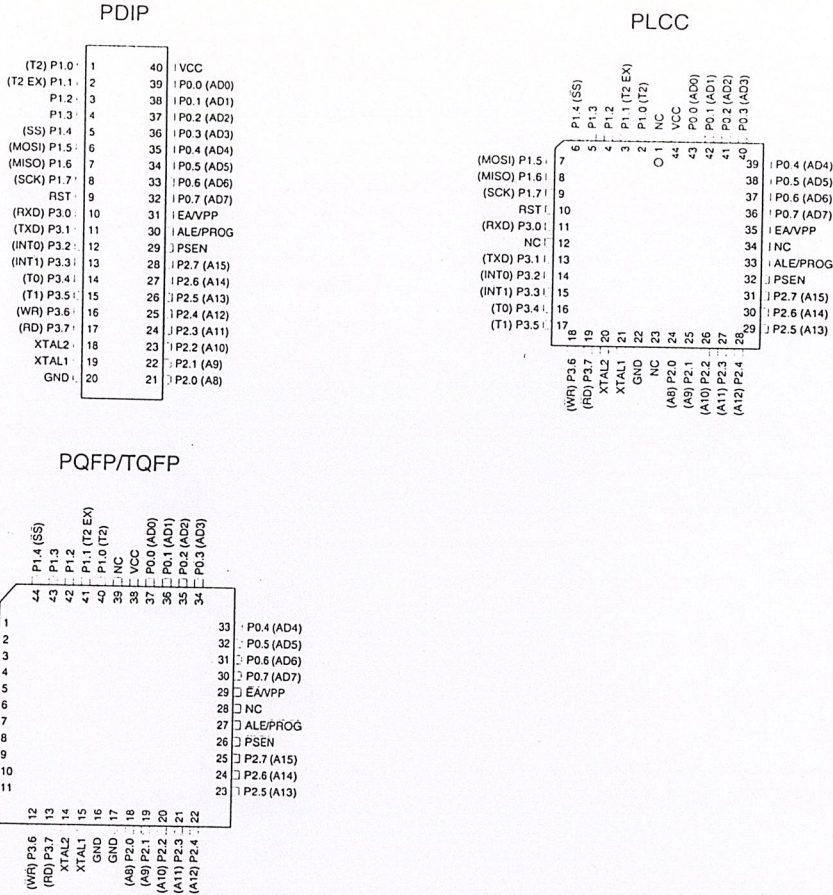 PDIP
(T2) P1.0 1
(T2 EX) P1.1 2
P1.2 3
P1.3 4
(SS) P1.4 5
(MOSI) P1.5 6
(MISO) P1.6 7
(SCK) P1.7 8
RST 9
(RXD) P3.0 10
(TXD) P3.1 11
(INT0) P3.2 12
(INT1) P3.3 13
(T0) P3.4 14
(T1) P3.5 15
(WR) P3.6 16
(RD) P3.7 17
XTAL2 18
XTAL1 19
GND 20
40 VCC
39 P0.0 (AD0)
38 P0.1 (AD1)
37 P0.2 (AD2)
36 P0.3 (AD3)
35 P0.4 (AD4)
34 P0.5 (AD5)
33 P0.6 (AD6)
32 P0.7 (AD7)
31 EA/VPP
30 ALE/PROG
29 PSEN
28 P2.7 (A15)
27 P2.6 (A14)
26 P2.5 (A13)
25 P2.4 (A12)
24 P2.3 (A11)
23 P2.2 (A10)
22 P2.1 (A9)
21 P2.0 (A8)
PLCC
P1.4 (SS) 6
P1.3 5
P1.2 4
P1.1 (T2 EX) 3
P1.0 (T2) 2
NC 1
VCC 44
P0.0 (AD0) 43
P0.1 (AD1) 42
P0.2 (AD2) 41
P0.3 (AD3) 40
(MOSI) P1.5 7
(MISO) P1.6 8
(SCK) P1.7 9
RST 10
(RXD) P3.0 11
NC 12
(TXD) P3.1 13
(INT0) P3.2 14
(INT1) P3.3 15
(T0) P3.4 16
(T1) P3.5 17
39 P0.4 (AD4)
38 P0.5 (AD5)
37 P0.6 (AD6)
36 P0.7 (AD7)
35 EA/VPP
34 NC
33 ALE/PROG
32 PSEN
31 P2.7 (A15)
30 P2.6 (A14)
29 P2.5 (A13)
18 (WR) P3.6
19 (RD) P3.7
20 XTAL2
21 XTAL1
22 GND
23 NC
24 (A8) P2.0
25 (A9) P2.1
26 (A10) P2.2
27 (A11) P2.3
28 (A12) P2.4
PQFP/TQFP
P1.4 (SS) 44
P1.3 43
P1.2 42
P1.1 (T2 EX) 41
P1.0 (T2) 40
NC 39
VCC 38
P0.0 (AD0) 37
P0.1 (AD1) 36
P0.2 (AD2) 35
P0.3 (AD3) 34
1
2
3
4
5
6
7
8
9
10
11
33 P0.4 (AD4)
32 P0.5 (AD5)
31 P0.6 (AD6)
30 P0.7 (AD7)
29 EA/VPP
28 NC
27 ALE/PROG
26 PSEN
25 P2.7 (A15)
24 P2.6 (A14)
23 P2.5 (A13)
12 (WR) P3.6
13 (RD) P3.7
14 XTAL2
15 XTAL1
16 GND
17 GND
18 (A8) P2.0
19 (A9) P2.1
20 (A10) P2.2
21 (A11) P2.3
22 (A12) P2.4